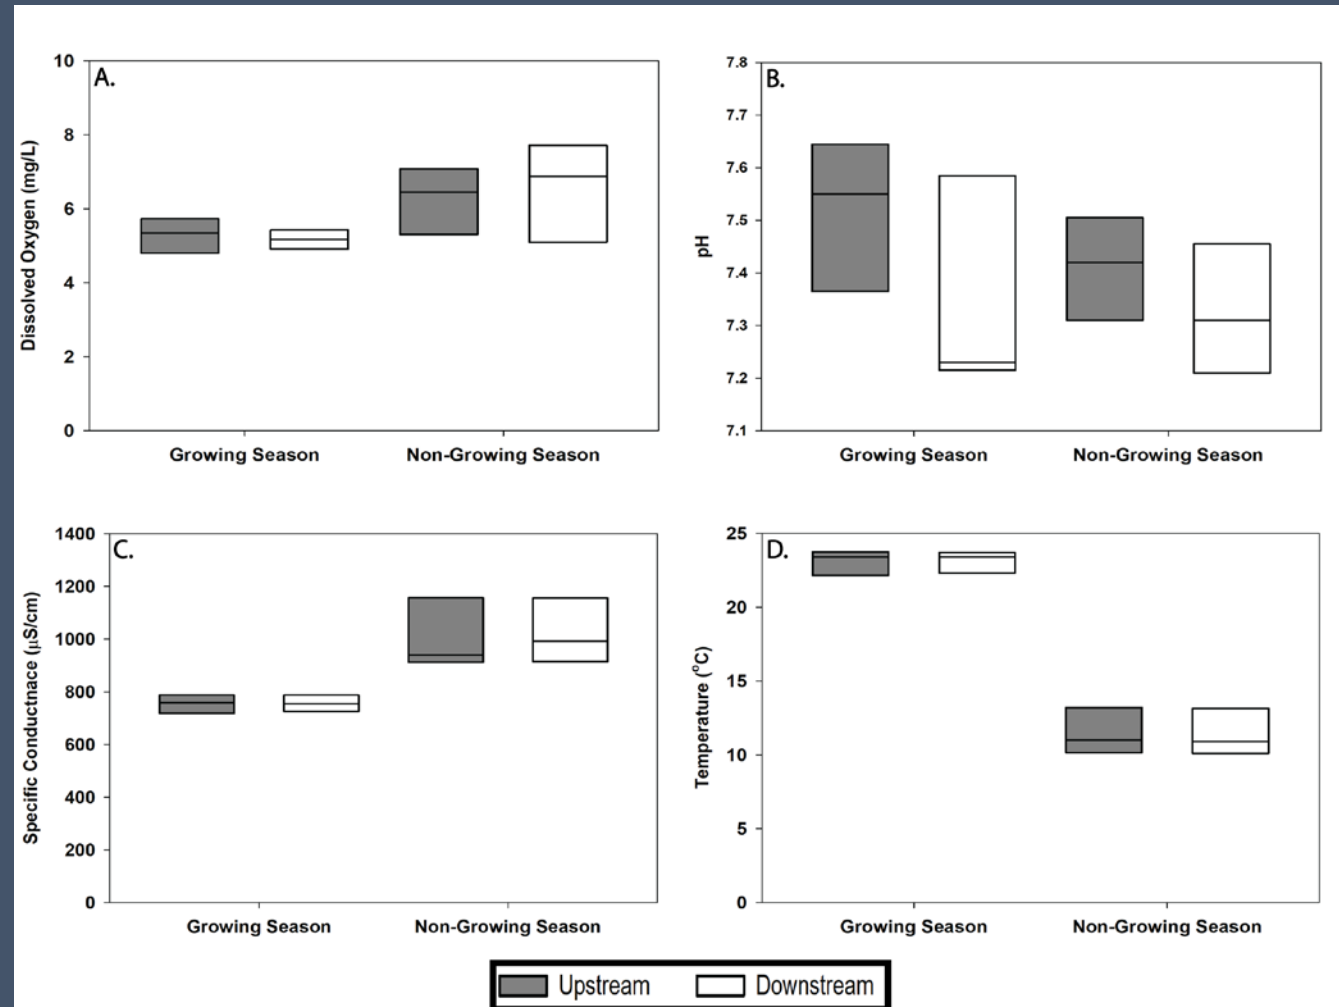 A.
Dissolved Oxygen (mg/L)
10
8
6
4
2
0
Growing Season Non-Growing Season
B.
pH
7.8
7.7
7.6
7.5
7.4
7.3
7.2
7.1
Growing Season Non-Growing Season
C.
Specific Conductnace (µS/cm)
1400
1200
1000
800
600
400
200
0
Growing Season Non-Growing Season
D.
Temperature (°C)
25
20
15
10
5
0
Growing Season Non-Growing Season
Upstream Downstream